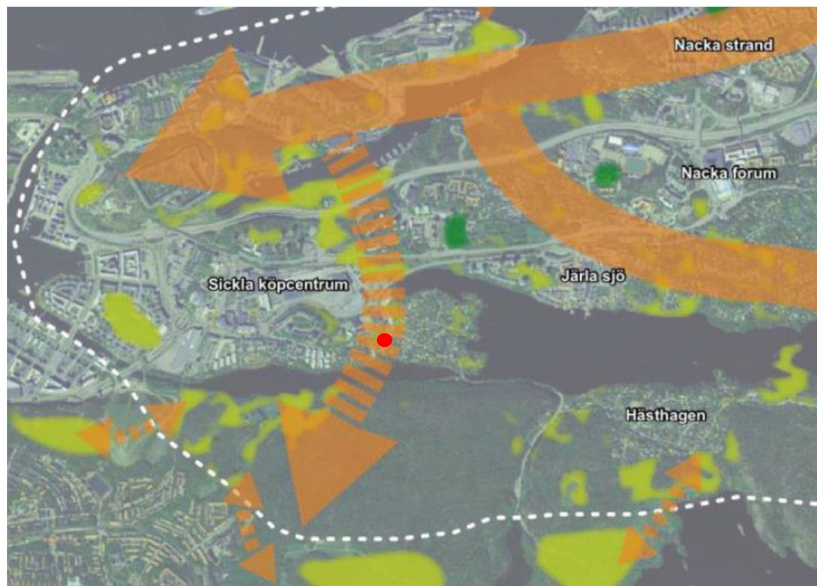 Nacka strand
Nacka forum
Järla sjö
Sickla köpcentrum
Hästhagen